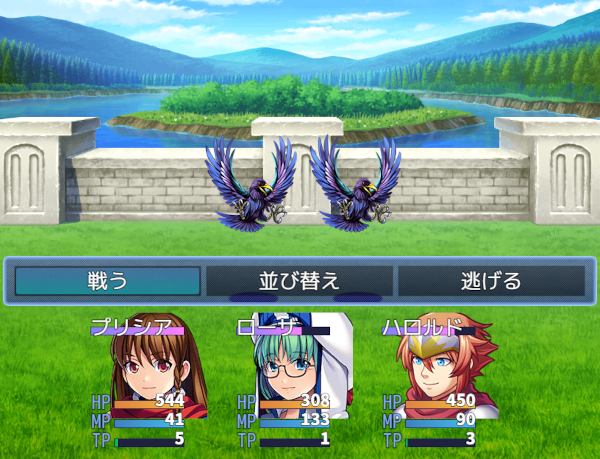 戦う 並び替え 逃げる
プリシア ローザ ハロルド
HP 544 HP 308 HP 450
MP 41 MP 133 MP 90
TP 5 TP 1 TP 3